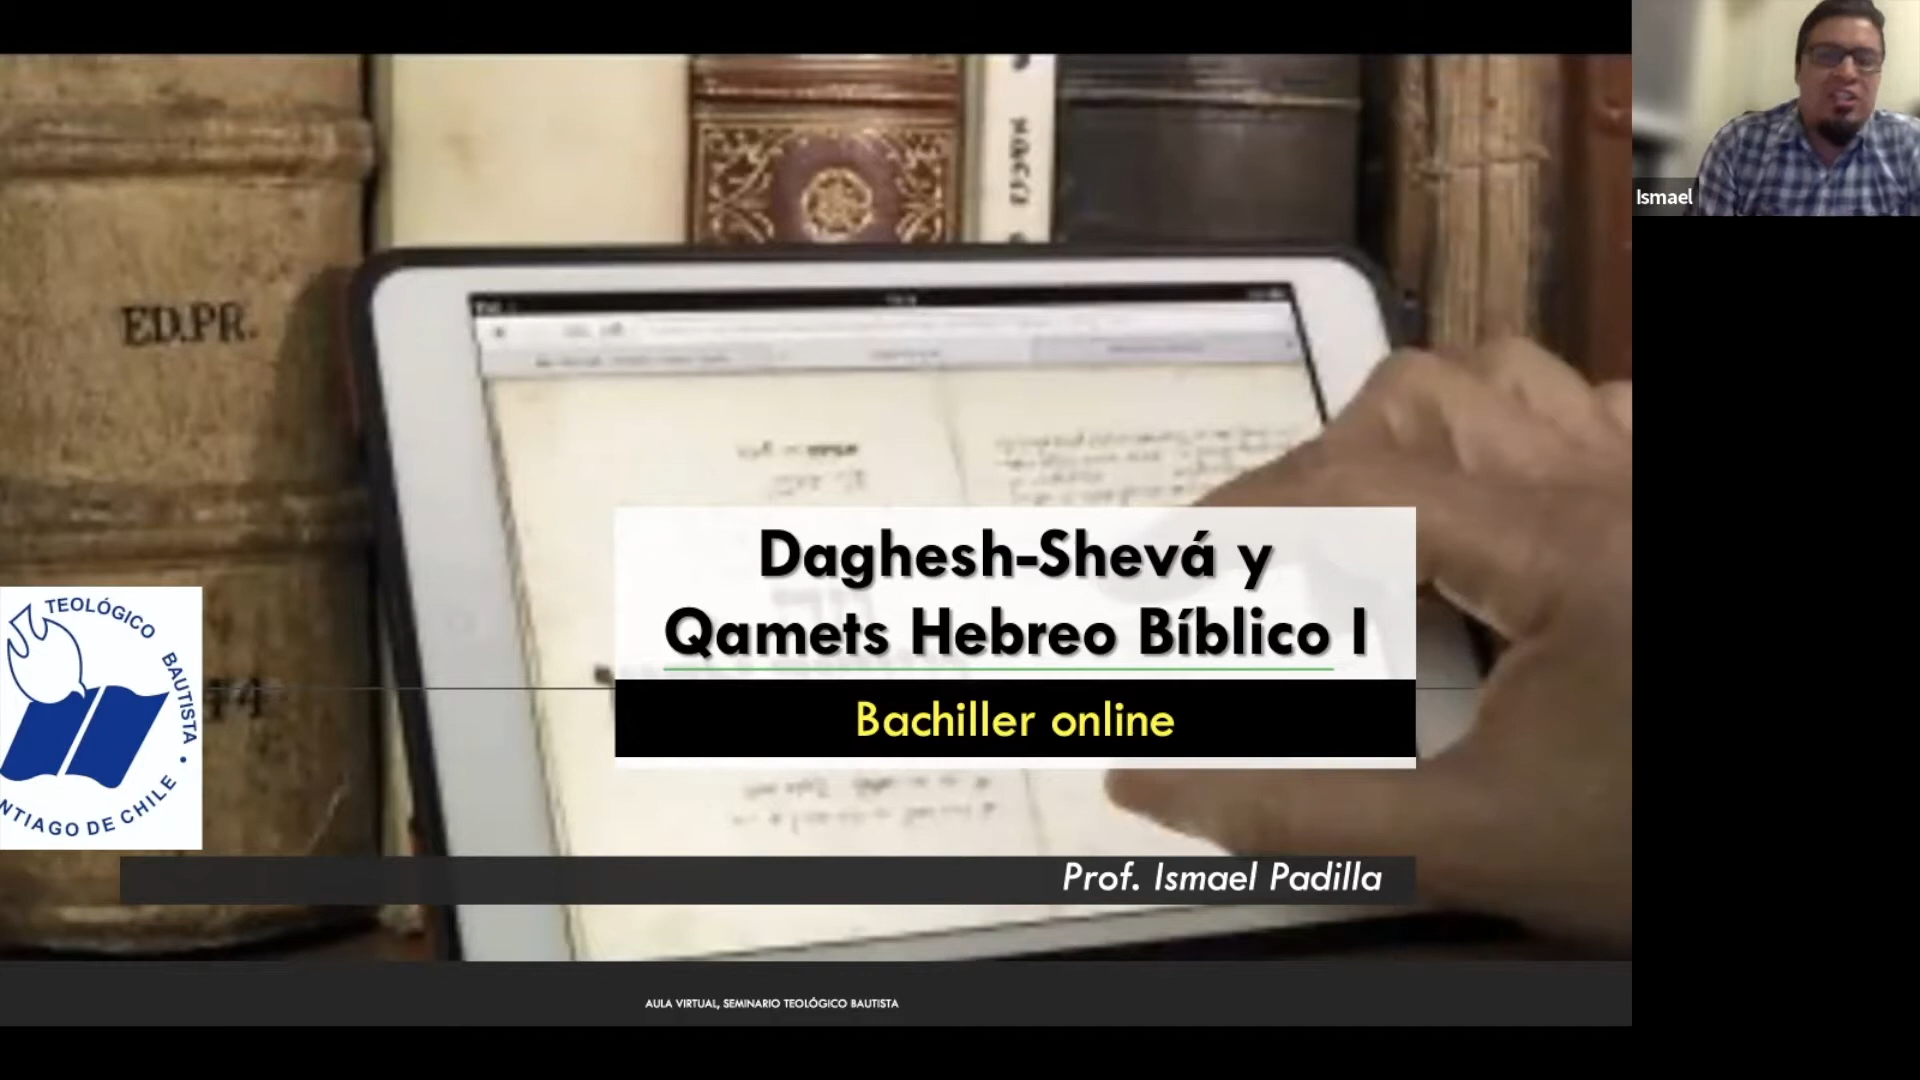 Ismael
ED.PR.
Daghesh-Shevá y
Qamets Hebreo Bíblico I
Bachiller online
TEOLÓGICO BAUTISTA •
NTIAGO DE CHILE
Prof. Ismael Padilla
AULA VIRTUAL, SEMINARIO TEOLÓGICO BAUTISTA